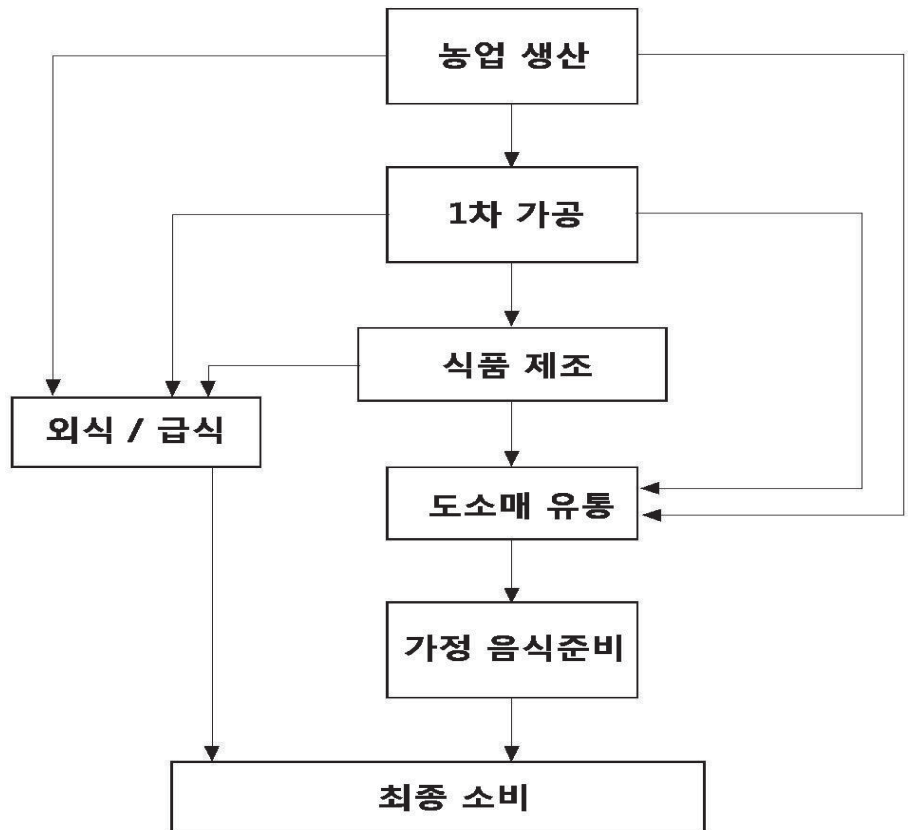 농업 생산
1차 가공
식품 제조
외식 / 급식
도소매 유통
가정 음식준비
최종 소비